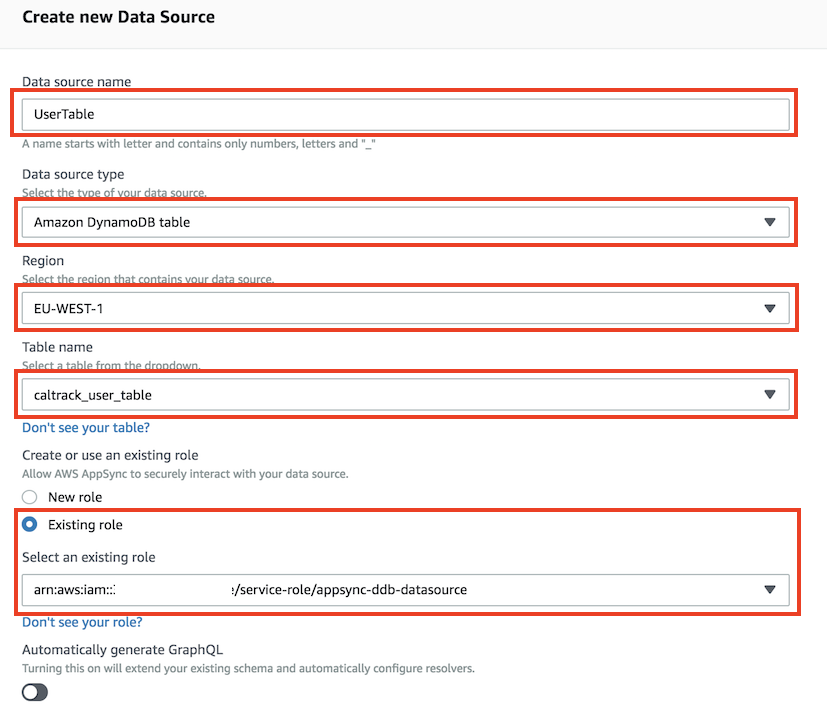 Create new Data Source
Data source name
UserTable
A name starts with letter and contains only numbers, letters and "_"
Data source type
Select the type of your data source.
Amazon DynamoDB table
Region
Select the region that contains your data source.
EU-WEST-1
Table name
Select a table from the dropdown.
caltrack_user_table
Don't see your table?
Create or use an existing role
Allow AWS AppSync to securely interact with your data source.
New role
Existing role
Select an existing role
arn:aws:iam:: /service-role/appsync-ddb-datasource
Don't see your role?
Automatically generate GraphQL
Turning this on will extend your existing schema and automatically configure resolvers.